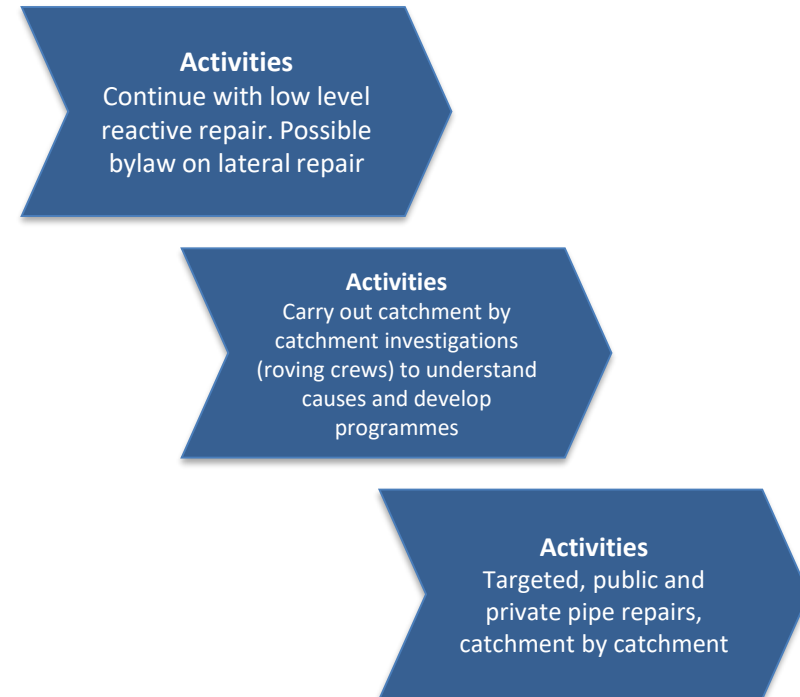 Activities
Continue with low level
reactive repair. Possible
bylaw on lateral repair
Activities
Carry out catchment by
catchment investigations
(roving crews) to understand
causes and develop
programmes
Activities
Targeted, public and
private pipe repairs,
catchment by catchment